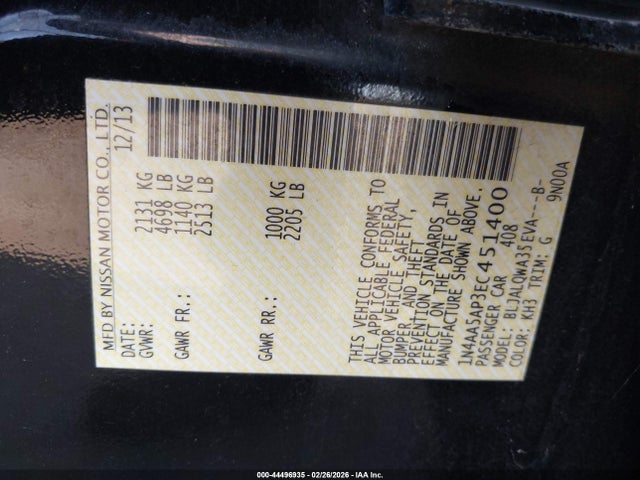 MFD BY NISSAN MOTOR CO., LTD.
DATE: 12/13
GVWR: 2131 KG
4698 LB
GAWR FR.: 1140 KG
2513 LB
GAWR RR.: 1000 KG
2205 LB
THIS VEHICLE CONFORMS TO
ALL APPLICABLE FEDERAL
MOTOR VEHICLE SAFETY,
BUMPER, AND THEFT
PREVENTION STANDARDS IN
EFFECT ON THE DATE OF
MANUFACTURE SHOWN ABOVE.
1N4AA5AP3EC451400
PASSENGER CAR 408
MODEL: BLJALQWA35EVA---B-
COLOR: KH3 TRIM: G 9N00A
000-44496935 - 02/26/2026 - IAA Inc.